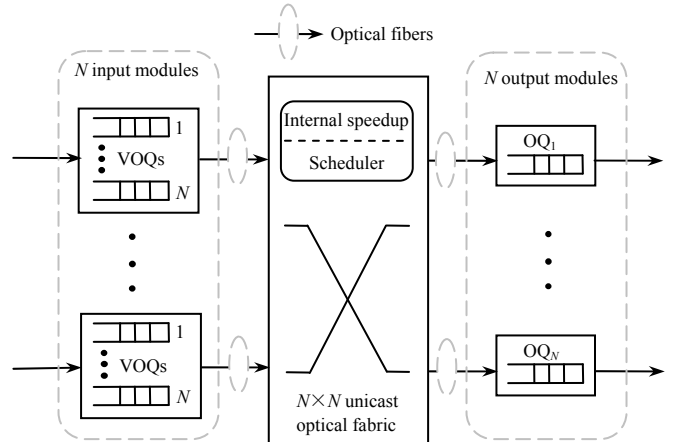 Optical fibers
N input modules
N output modules
1
VOQs
N
Internal speedup
Scheduler
OQ1
1
VOQs
N
OQN
N×N unicast
optical fabric